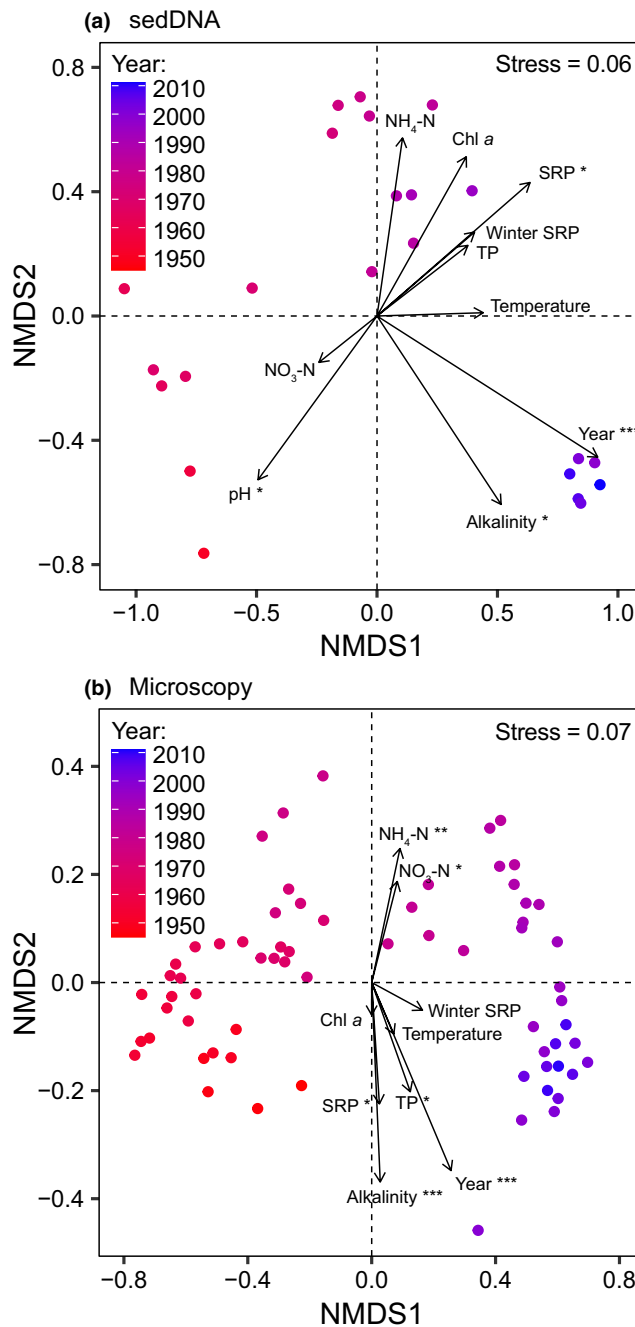 (a) sedDNA
Year:
2010
2000
1990
1980
1970
1960
1950
Stress = 0.06
NH₄-N
Chl a
SRP *
Winter SRP
TP
Temperature
NO₃-N
pH *
Alkalinity *
Year ***
0.8
0.4
0.0
−0.4
−0.8
NMDS2
−1.0
−0.5
0.0
0.5
1.0
NMDS1
(b) Microscopy
Year:
2010
2000
1990
1980
1970
1960
1950
Stress = 0.07
NH₄-N **
NO₃-N *
Winter SRP
Chl a
Temperature
SRP *
TP *
Alkalinity ***
Year ***
0.4
0.2
0.0
−0.2
−0.4
NMDS2
−0.8
−0.4
0.0
0.4
0.8
NMDS1